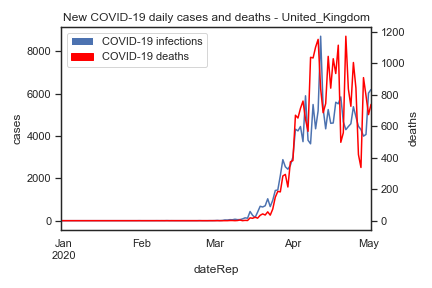 New COVID-19 daily cases and deaths - United_Kingdom
COVID-19 infections
COVID-19 deaths
cases
8000
6000
4000
2000
0
deaths
1200
1000
800
600
400
200
0
Jan
2020
Feb
Mar
Apr
May
dateRep